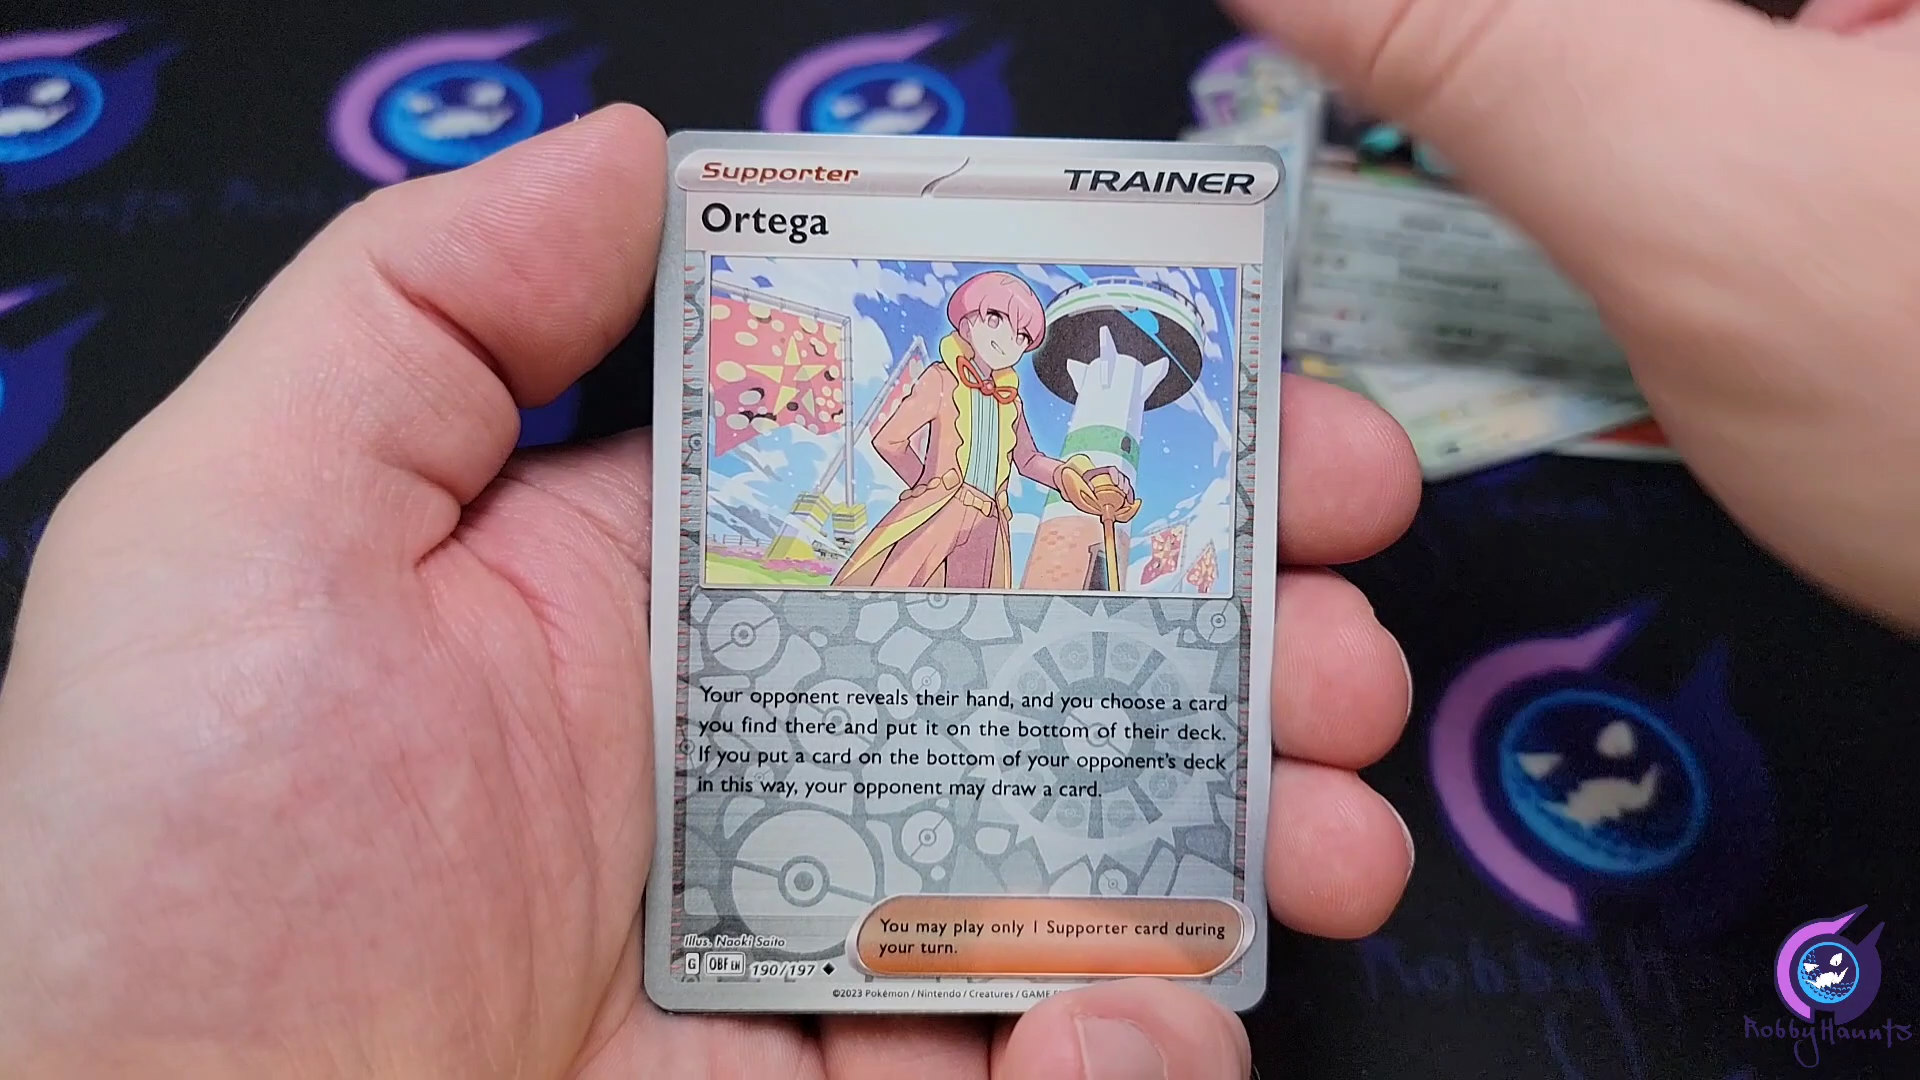 Supporter
TRAINER
Ortega
Your opponent reveals their hand, and you choose a card
you find there and put it on the bottom of their deck.
If you put a card on the bottom of your opponent's deck
in this way, your opponent may draw a card.
You may play only 1 Supporter card during
your turn.
Illus. Naoki Saito
G OBF EN 190/197
©2023 Pokémon / Nintendo / Creatures / GAME
RobbyHaunts